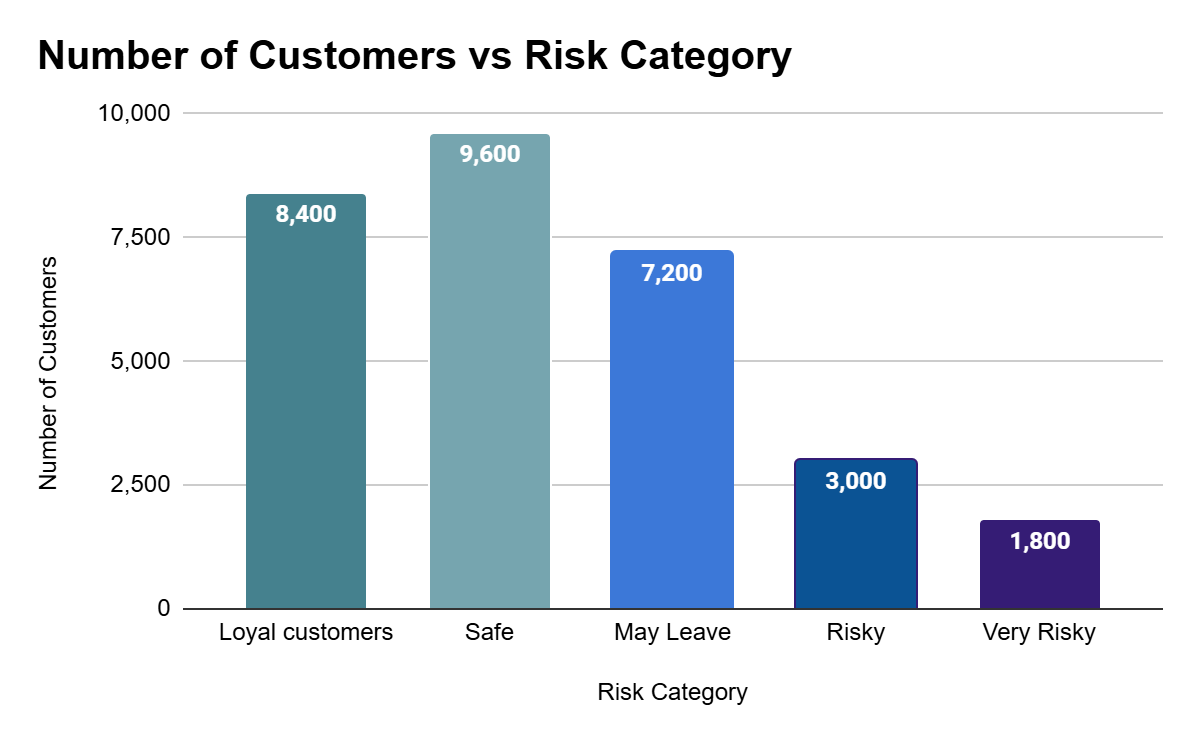 Number of Customers vs Risk Category
10,000
7,500
5,000
2,500
0
Number of Customers
8,400
9,600
7,200
3,000
1,800
Loyal customers
Safe
May Leave
Risky
Very Risky
Risk Category